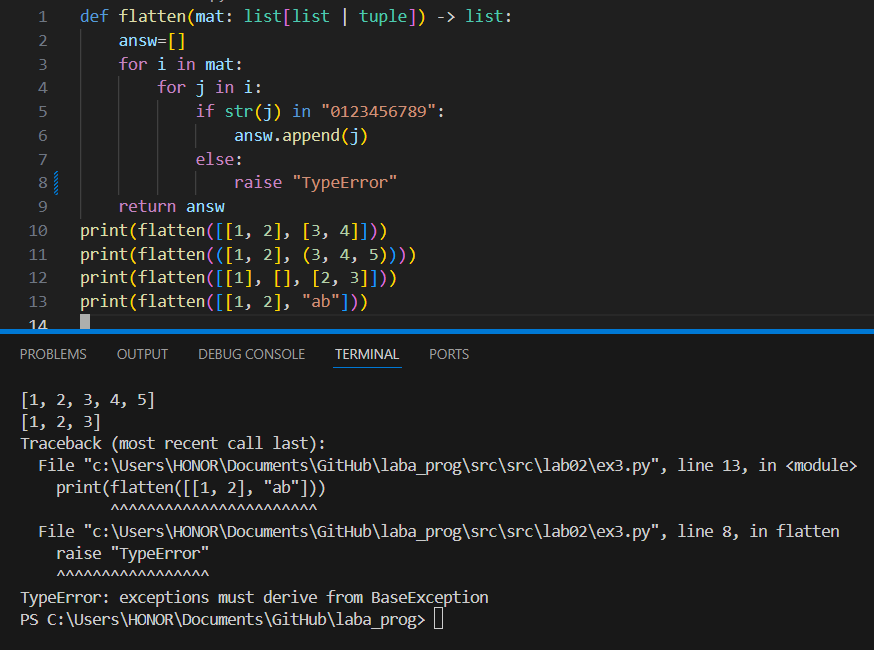 1 def flatten(mat: list[list | tuple]) -> list:
2     answ=[]
3     for i in mat:
4         for j in i:
5             if str(j) in "0123456789":
6                 answ.append(j)
7             else:
8                 raise "TypeError"
9     return answ
10 print(flatten([[1, 2], [3, 4]]))
11 print(flatten(([1, 2], (3, 4, 5))))
12 print(flatten([[1], [], [2, 3]]))
13 print(flatten([[1, 2], "ab"]))
14
PROBLEMS OUTPUT DEBUG CONSOLE TERMINAL PORTS
[1, 2, 3, 4, 5]
[1, 2, 3]
Traceback (most recent call last):
  File "c:\Users\HONOR\Documents\GitHub\laba_prog\src\src\lab02\ex3.py", line 13, in <module>
    print(flatten([[1, 2], "ab"]))
          ^^^^^^^^^^^^^^^^^^^^^^^
  File "c:\Users\HONOR\Documents\GitHub\laba_prog\src\src\lab02\ex3.py", line 8, in flatten
    raise "TypeError"
    ^^^^^^^^^^^^^^^^^
TypeError: exceptions must derive from BaseException
PS C:\Users\HONOR\Documents\GitHub\laba_prog>